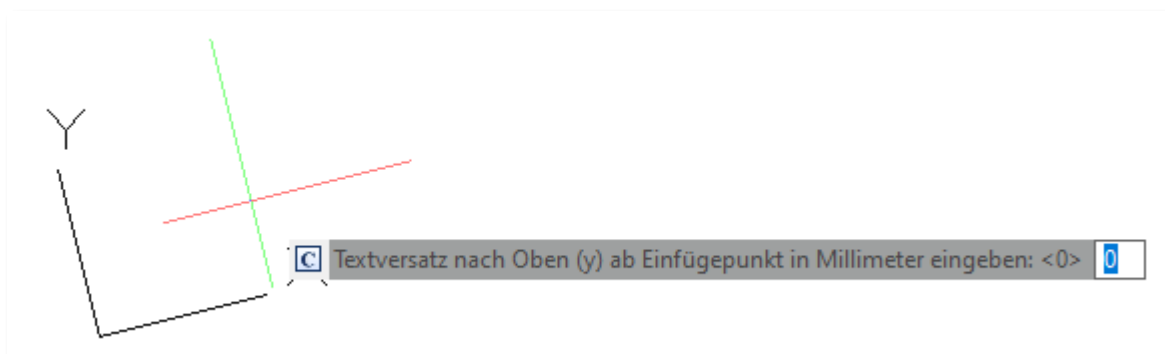 Y
C Textversatz nach Oben (y) ab Einfügepunkt in Millimeter eingeben: <0> 0